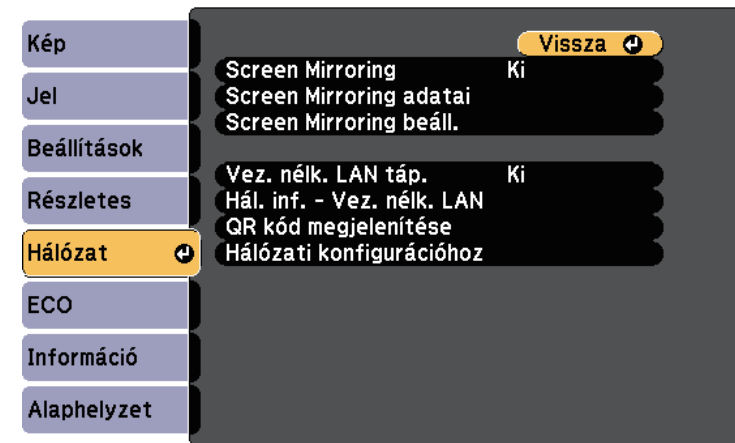 Kép
Jel
Beállítások
Részletes
Hálózat
ECO
Információ
Alaphelyzet
Vissza
Screen Mirroring Ki
Screen Mirroring adatai
Screen Mirroring beáll.
Vez. nélk. LAN táp. Ki
Hál. inf. - Vez. nélk. LAN
QR kód megjelenítése
Hálózati konfigurációhoz